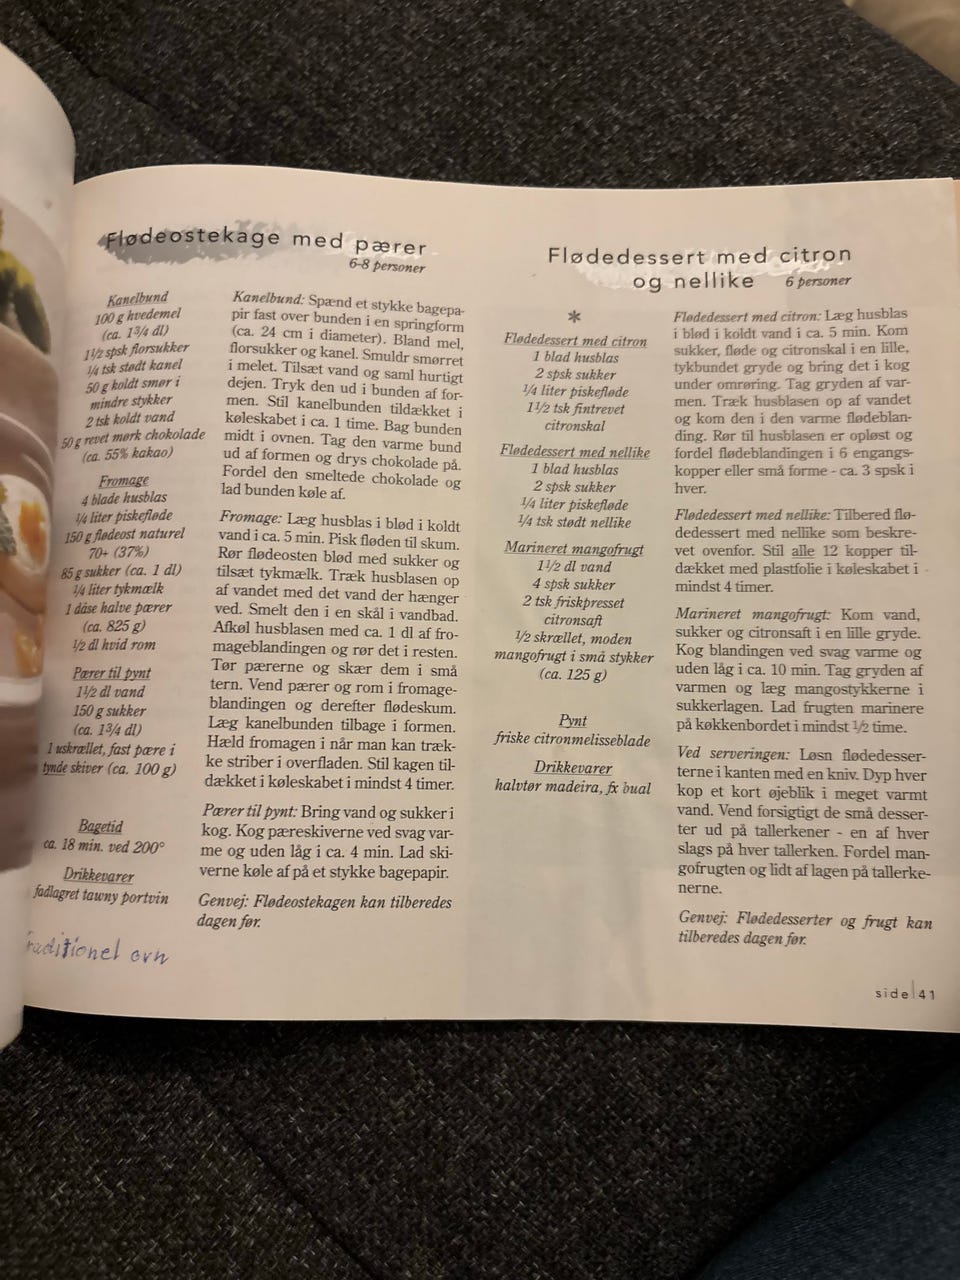 Flødeostekage med pærer
6-8 personer
Kanelbund
100 g hvedemel
(ca. 1¾ dl)
1½ spsk florsukker
¼ tsk stødt kanel
50 g koldt smør i
mindre stykker
2 tsk koldt vand
50 g revet mørk chokolade
(ca. 55% kakao)
Fromage
4 blade husblas
¼ liter piskefløde
150 g flødeost naturel
70+ (37%)
85 g sukker (ca. 1 dl)
¼ liter tykmælk
1 dåse halve pærer
(ca. 825 g)
½ dl hvid rom
Pærer til pynt
1½ dl vand
150 g sukker
(ca. 1¾ dl)
1 uskrællet, fast pære i
tynde skiver (ca. 100 g)
Bagetid
ca. 18 min. ved 200°
Drikkevarer
fadlagret tawny portvin
Traditionel ovn
Kanelbund: Spænd et stykke bagepa-
pir fast over bunden i en springform
(ca. 24 cm i diameter). Bland mel,
florsukker og kanel. Smuldr smørret
i melet. Tilsæt vand og saml hurtigt
dejen. Tryk den ud i bunden af for-
men. Stil kanelbunden tildækket i
køleskabet i ca. 1 time. Bag bunden
midt i ovnen. Tag den varme bund
ud af formen og drys chokolade på.
Fordel den smeltede chokolade og
lad bunden køle af.
Fromage: Læg husblas i blød i koldt
vand i ca. 5 min. Pisk fløden til skum.
Rør flødeosten blød med sukker og
tilsæt tykmælk. Træk husblasen op
af vandet med det vand der hænger
ved. Smelt den i en skål i vandbad.
Afkøl husblasen med ca. 1 dl af fro-
mageblandingen og rør det i resten.
Tør pærerne og skær dem i små
tern. Vend pærer og rom i fromage-
blandingen og derefter flødeskum.
Læg kanelbunden tilbage i formen.
Hæld fromagen i når man kan træk-
ke striber i overfladen. Stil kagen til-
dækket i køleskabet i mindst 4 timer.
Pærer til pynt: Bring vand og sukker i
kog. Kog pæreskiverne ved svag var-
me og uden låg i ca. 4 min. Lad ski-
verne køle af på et stykke bagepapir.
Genvej: Flødeostekagen kan tilberedes
dagen før.
Flødedessert med citron
og nellike 6 personer
*
Flødedessert med citron
1 blad husblas
2 spsk sukker
¼ liter piskefløde
1½ tsk fintrevet
citronskal
Flødedessert med nellike
1 blad husblas
2 spsk sukker
¼ liter piskefløde
¼ tsk stødt nellike
Marineret mangofrugt
1½ dl vand
4 spsk sukker
2 tsk friskpresset
citronsaft
½ skrællet, moden
mangofrugt i små stykker
(ca. 125 g)
Pynt
friske citronmelisseblade
Drikkevarer
halvtør madeira, fx bual
Flødedessert med citron: Læg husblas
i blød i koldt vand i ca. 5 min. Kom
sukker, fløde og citronskal i en lille,
tykbundet gryde og bring det i kog
under omrøring. Tag gryden af var-
men. Træk husblasen op af vandet
og kom den i den varme flødeblan-
ding. Rør til husblasen er opløst og
fordel flødeblandingen i 6 engangs-
kopper eller små forme - ca. 3 spsk i
hver.
Flødedessert med nellike: Tilbered flø-
dedessert med nellike som beskre-
vet ovenfor. Stil alle 12 kopper til-
dækket med plastfolie i køleskabet i
mindst 4 timer.
Marineret mangofrugt: Kom vand,
sukker og citronsaft i en lille gryde.
Kog blandingen ved svag varme og
uden låg i ca. 10 min. Tag gryden af
varmen og læg mangostykkerne i
sukkerlagen. Lad frugten marinere
på køkkenbordet i mindst ½ time.
Ved serveringen: Løsn flødedesser-
terne i kanten med en kniv. Dyp hver
kop et kort øjeblik i meget varmt
vand. Vend forsigtigt de små desser-
ter ud på tallerkener - en af hver
slags på hver tallerken. Fordel man-
gofrugten og lidt af lagen på tallerke-
nerne.
Genvej: Flødedesserter og frugt kan
tilberedes dagen før.
side 41